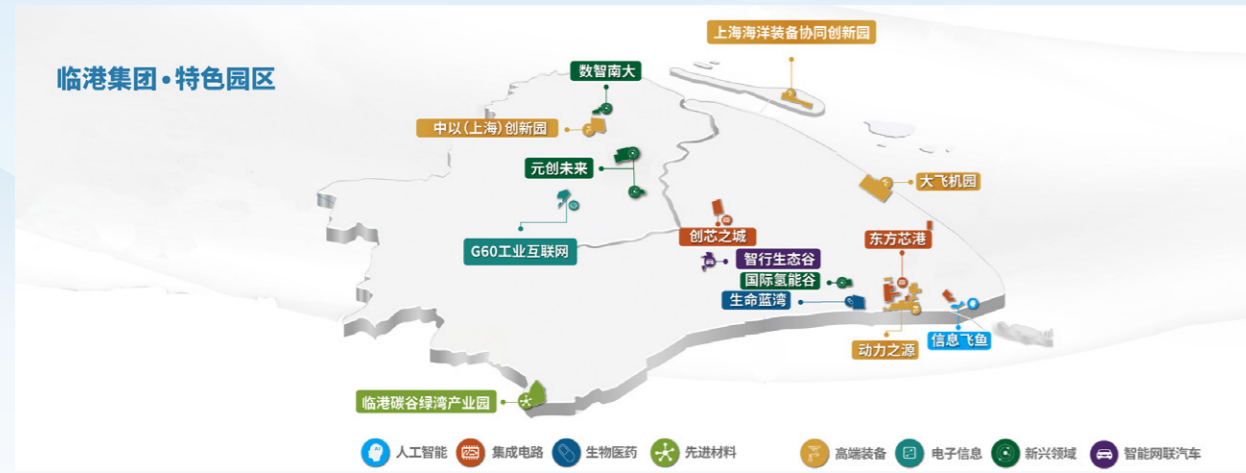 上海海洋装备协同创新园
临港集团•特色园区
数智南大
中以(上海)创新园
元创未来
大飞机园
G60工业互联网
创芯之城
东方芯港
智行生态谷
国际氢能谷
生命蓝湾
信息飞鱼
动力之源
临港碳谷绿湾产业园
人工智能
集成电路
生物医药
先进材料
高端装备
电子信息
新兴领域
智能网联汽车